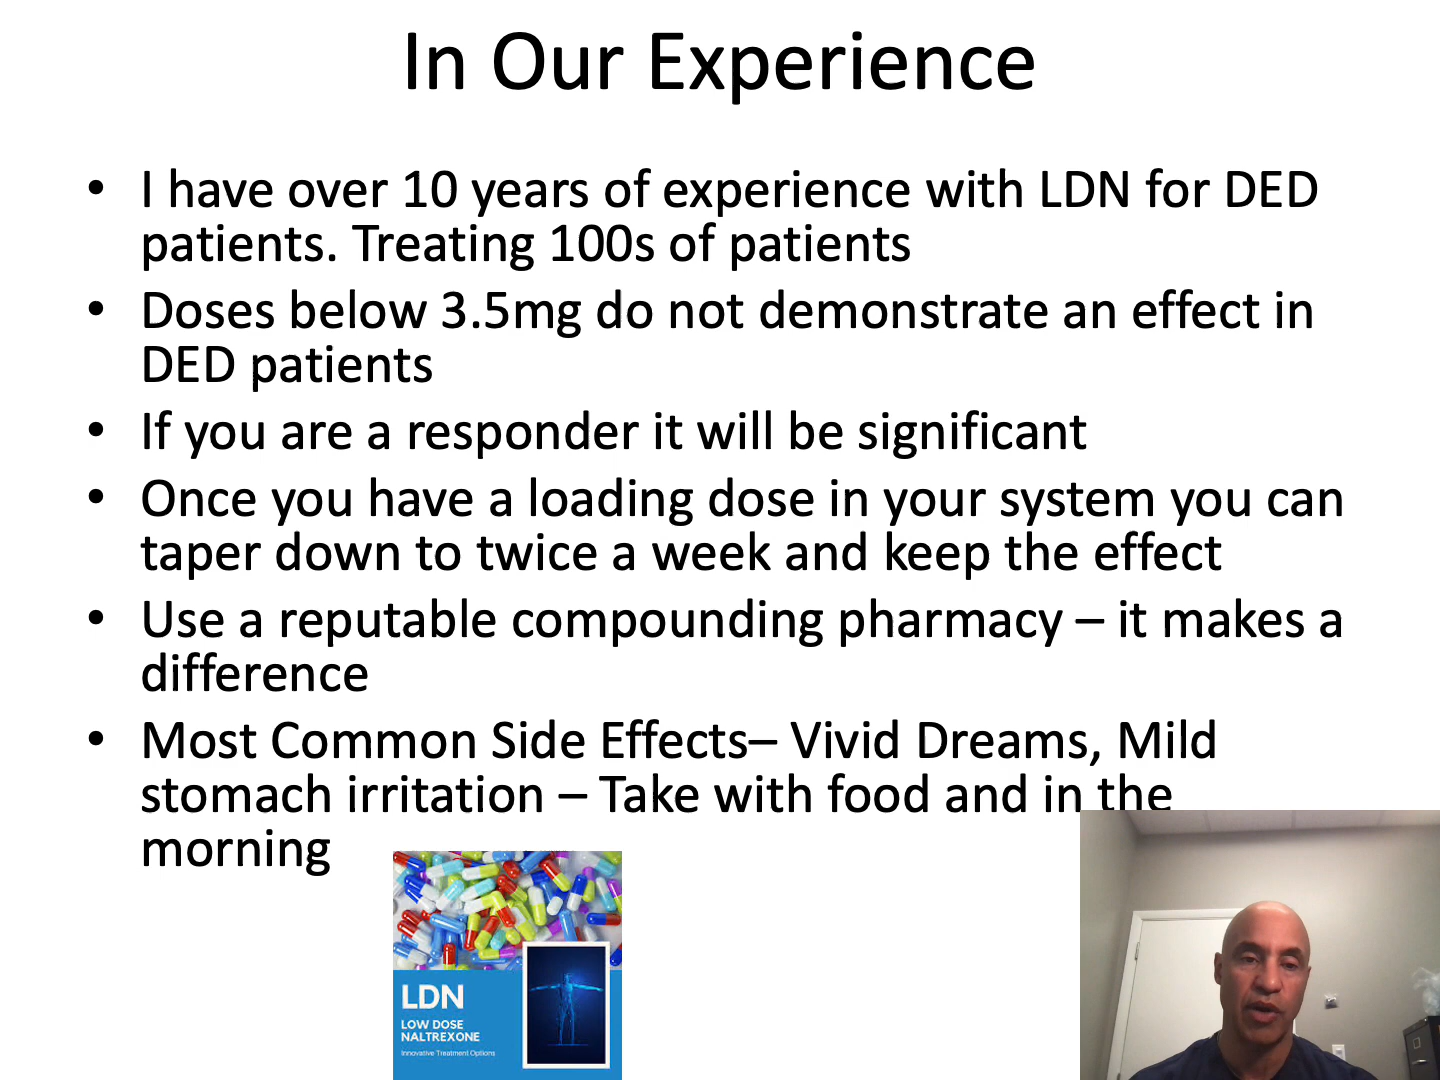 In Our Experience
• I have over 10 years of experience with LDN for DED
patients. Treating 100s of patients
• Doses below 3.5mg do not demonstrate an effect in
DED patients
• If you are a responder it will be significant
• Once you have a loading dose in your system you can
taper down to twice a week and keep the effect
• Use a reputable compounding pharmacy – it makes a
difference
• Most Common Side Effects– Vivid Dreams, Mild
stomach irritation – Take with food and in the
morning
LDN
LOW DOSE
NALTREXONE
Innovative Treatment Options